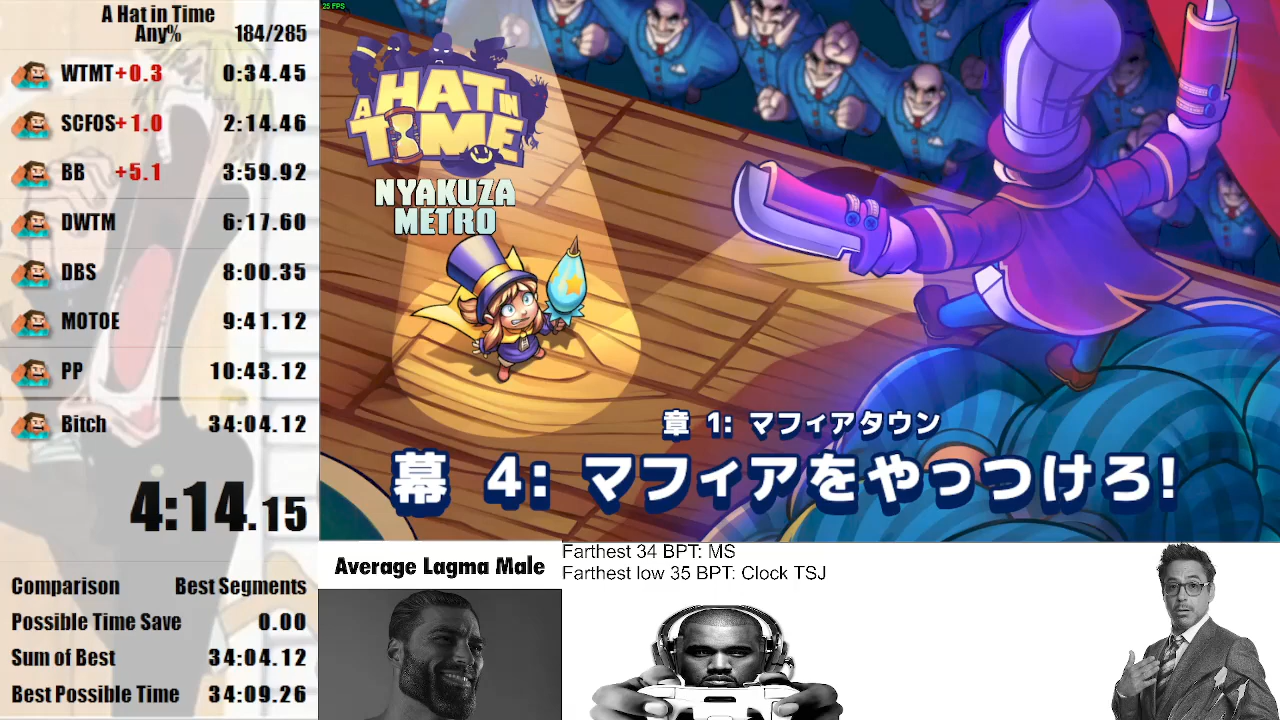 A Hat in Time
Any% 184/285
WTMT +0.3 0:34.45
SCFOS +1.0 2:14.46
BB +5.1 3:59.92
DWTM 6:17.60
DBS 8:00.35
MOTOE 9:41.12
PP 10:43.12
Bitch 34:04.12
4:14.15
Comparison Best Segments
Possible Time Save 0.00
Sum of Best 34:04.12
Best Possible Time 34:09.26
25 FPS
A HAT IN TIME
NYAKUZA
METRO
章 1: マフィアタウン
幕 4: マフィアをやっつけろ!
Average Lagma Male
Farthest 34 BPT: MS
Farthest low 35 BPT: Clock TSJ